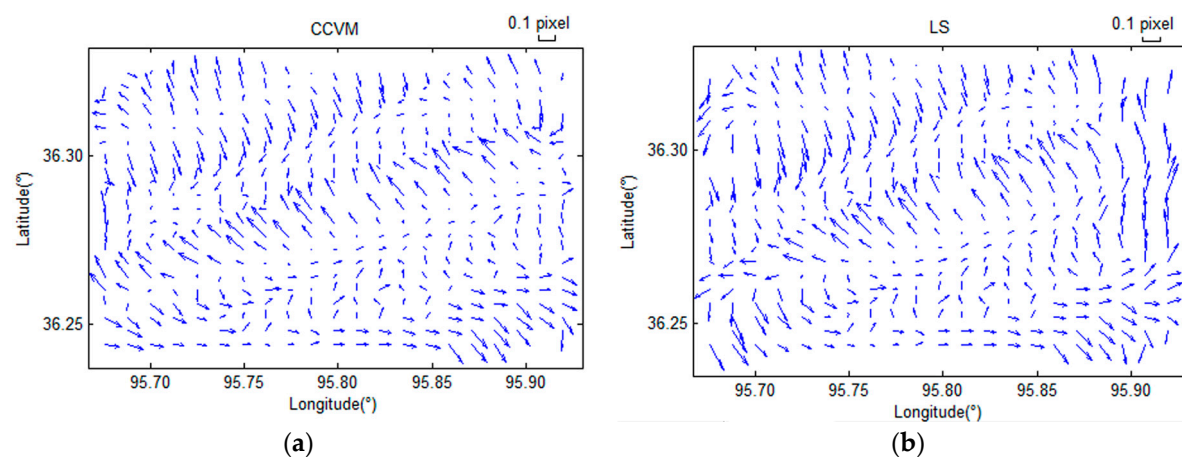 CCVM
0.1 pixel
36.30
36.25
Latitude(°)
95.70 95.75 95.80 95.85 95.90
Longitude(°)
(a)
LS
0.1 pixel
36.30
36.25
Latitude(°)
95.70 95.75 95.80 95.85 95.90
Longitude(°)
(b)